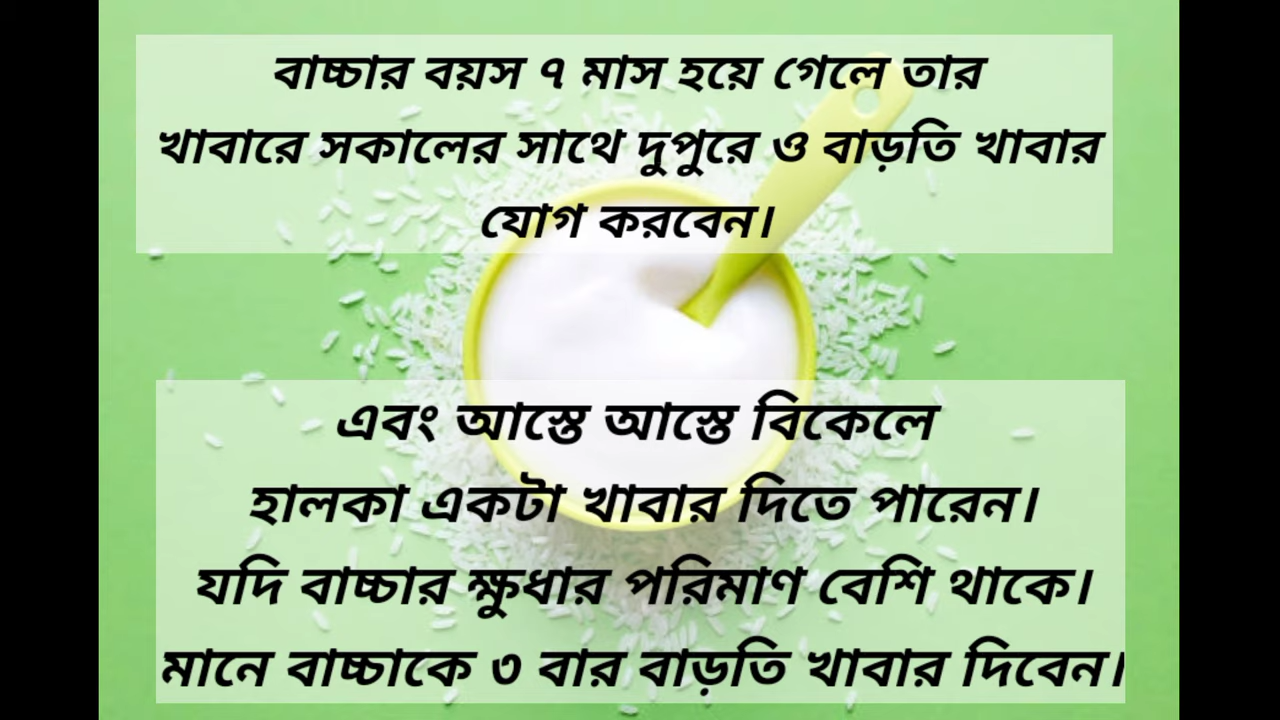 বাচ্চার বয়স ৭ মাস হয়ে গেলে তার
খাবারে সকালের সাথে দুপুরে ও বাড়তি খাবার
যোগ করবেন।
এবং আস্তে আস্তে বিকেলে
হালকা একটা খাবার দিতে পারেন।
যদি বাচ্চার ক্ষুধার পরিমাণ বেশি থাকে।
মানে বাচ্চাকে ৩ বার বাড়তি খাবার দিবেন।